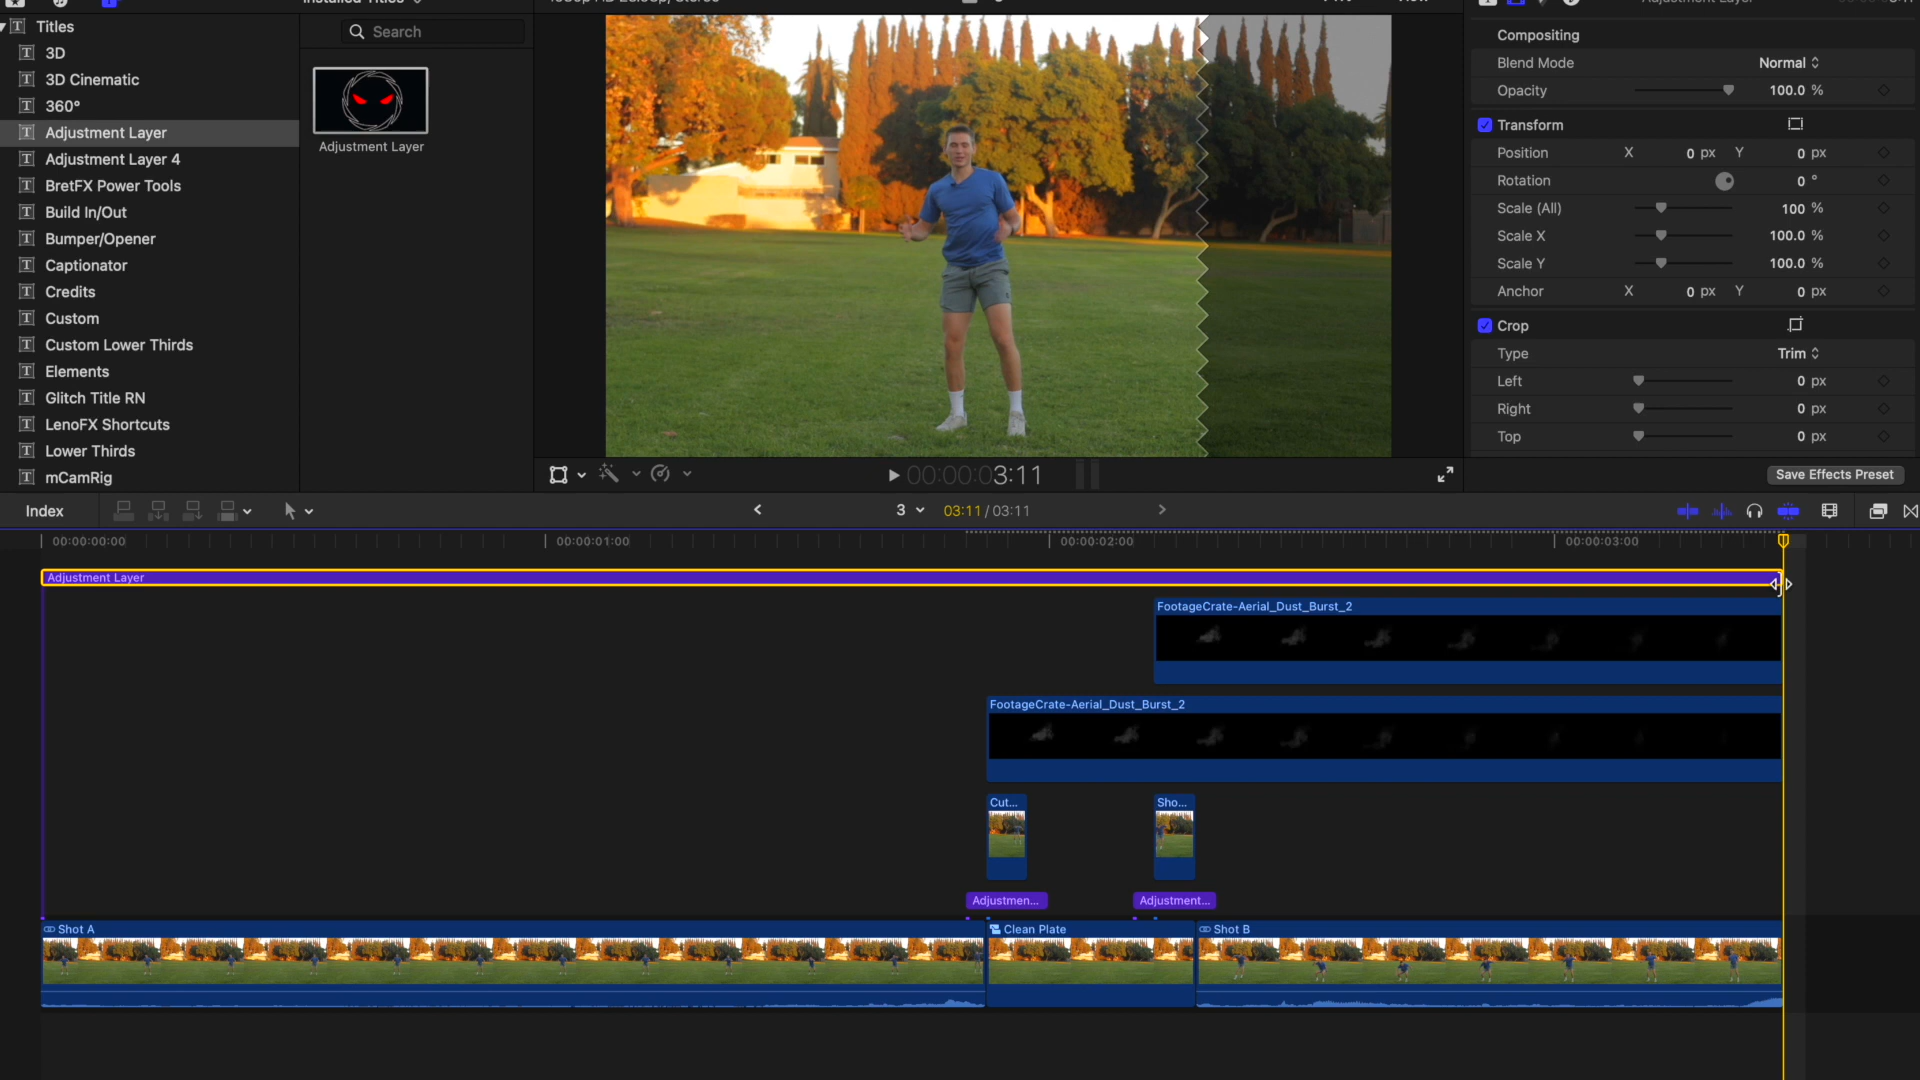 Titles
3D
3D Cinematic
360°
Adjustment Layer
Adjustment Layer 4
BretFX Power Tools
Build In/Out
Bumper/Opener
Captionator
Credits
Custom
Custom Lower Thirds
Elements
Glitch Title RN
LenoFX Shortcuts
Lower Thirds
mCamRig
Search
Adjustment Layer
Compositing
Blend Mode Normal
Opacity 100.0 %
Transform
Position X 0 px Y 0 px
Rotation 0 °
Scale (All) 100 %
Scale X 100.0 %
Scale Y 100.0 %
Anchor X 0 px Y 0 px
Crop
Type Trim
Left 0 px
Right 0 px
Top 0 px
00:00:03:11
Save Effects Preset
Index
3 03:11 / 03:11
00:00:00:00 00:00:01:00 00:00:02:00 00:00:03:00
Adjustment Layer
FootageCrate-Aerial_Dust_Burst_2
FootageCrate-Aerial_Dust_Burst_2
Cut... Sho...
Adjustmen... Adjustment...
Shot A Clean Plate Shot B